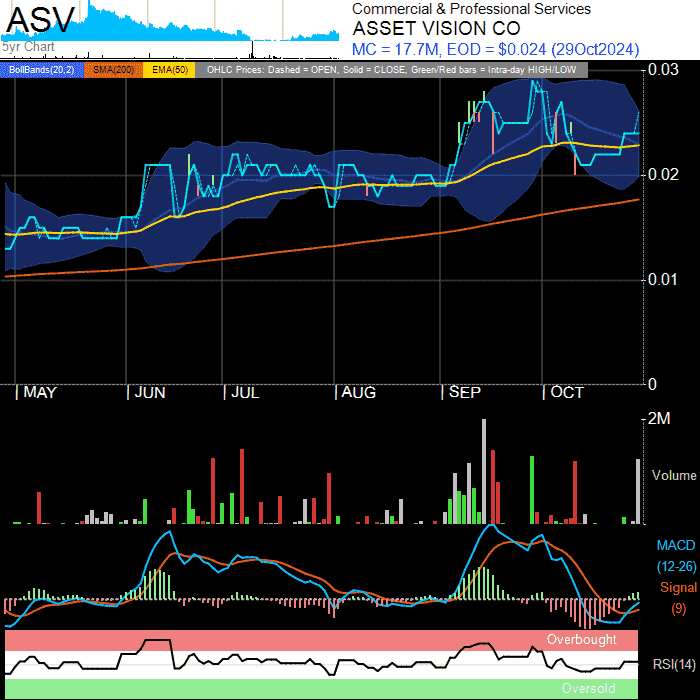 ASV
5yr Chart
Commercial & Professional Services
ASSET VISION CO
MC = 17.7M, EOD = $0.024 (29Oct2024)
BollBands(20,2) SMA(200) EMA(50) OHLC Prices: Dashed = OPEN, Solid = CLOSE, Green/Red bars = Intra-day HIGH/LOW
0.03
0.02
0.01
0
MAY JUN JUL AUG SEP OCT
2M
Volume
MACD
(12-26)
Signal
(9)
Overbought
RSI(14)
Oversold